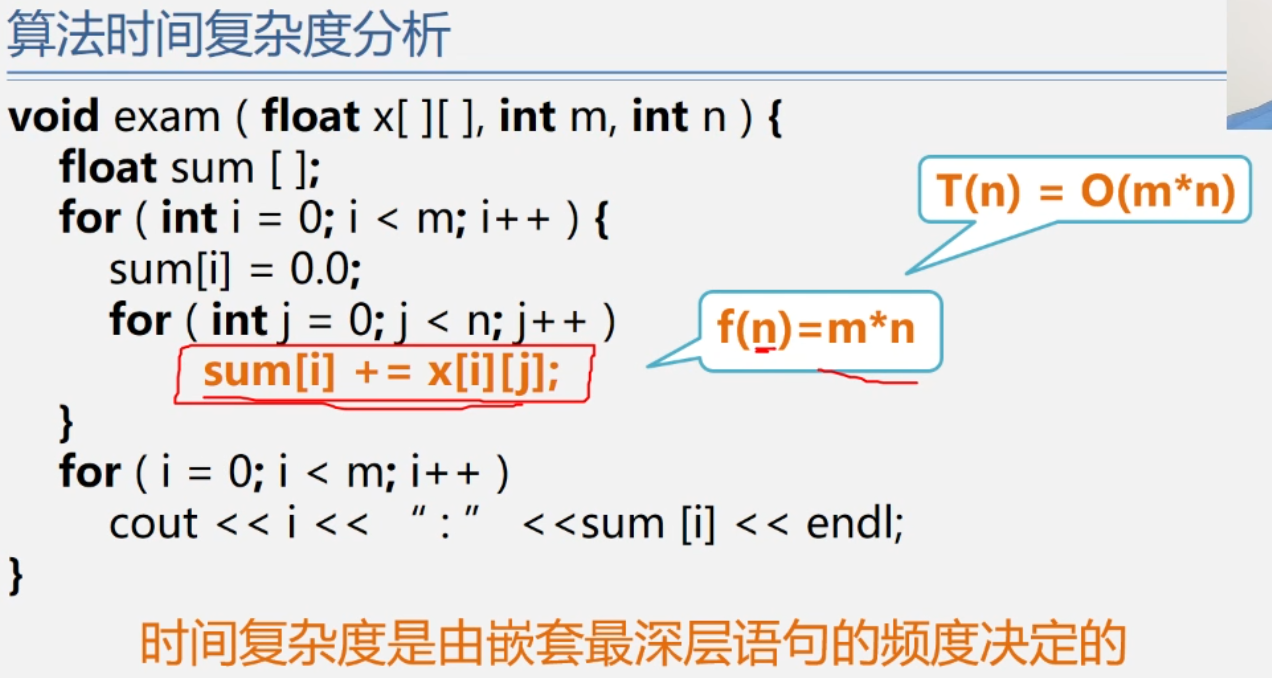 算法时间复杂度分析
void exam ( float x[ ][ ], int m, int n ) {
float sum [ ];
for ( int i = 0; i < m; i++ ) {
sum[i] = 0.0;
for ( int j = 0; j < n; j++ )
sum[i] += x[i][j];
}
for ( i = 0; i < m; i++ )
cout << i << “ : ” <<sum [i] << endl;
}
T(n) = O(m*n)
f(n)=m*n
时间复杂度是由嵌套最深层语句的频度决定的